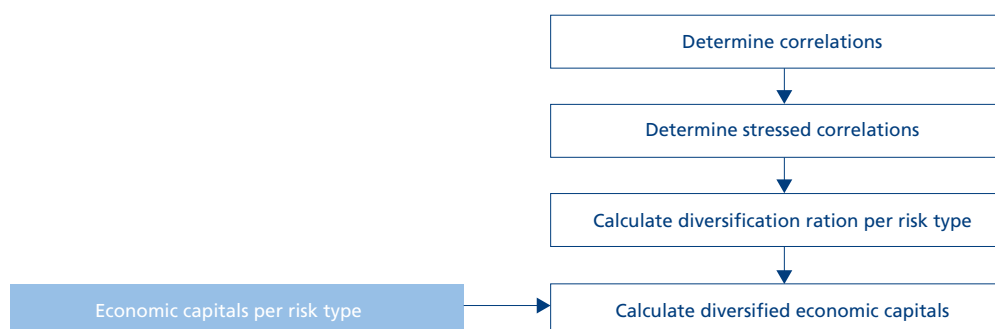 Determine correlations
Determine stressed correlations
Calculate diversification ration per risk type
Economic capitals per risk type
Calculate diversified economic capitals